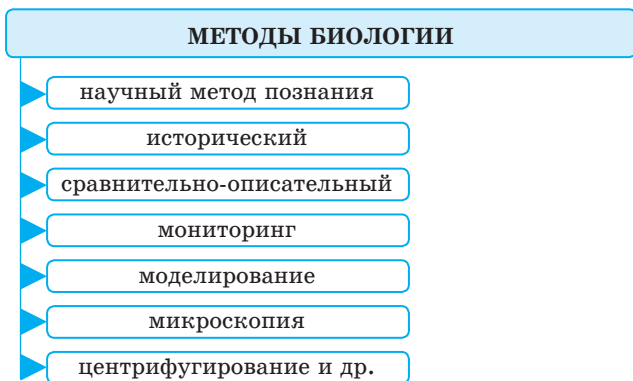 МЕТОДЫ БИОЛОГИИ
научный метод познания
исторический
сравнительно-описательный
мониторинг
моделирование
микроскопия
центрифугирование и др.